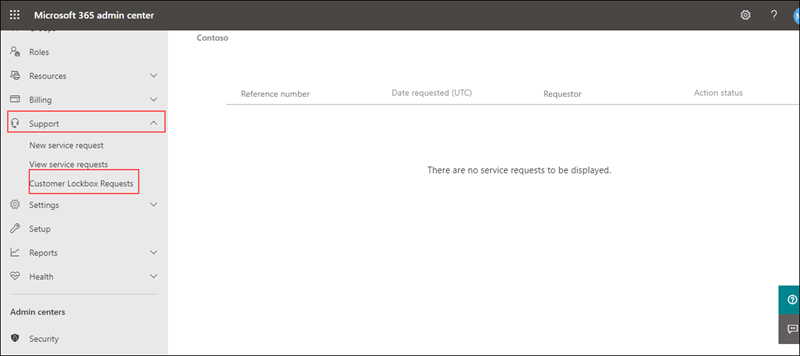 Microsoft 365 admin center
?
Groups
Roles
Resources
Billing
Support
New service request
View service requests
Customer Lockbox Requests
Settings
Setup
Reports
Health
Admin centers
Security
Contoso
Reference number Date requested (UTC) Requestor Action status
There are no service requests to be displayed.